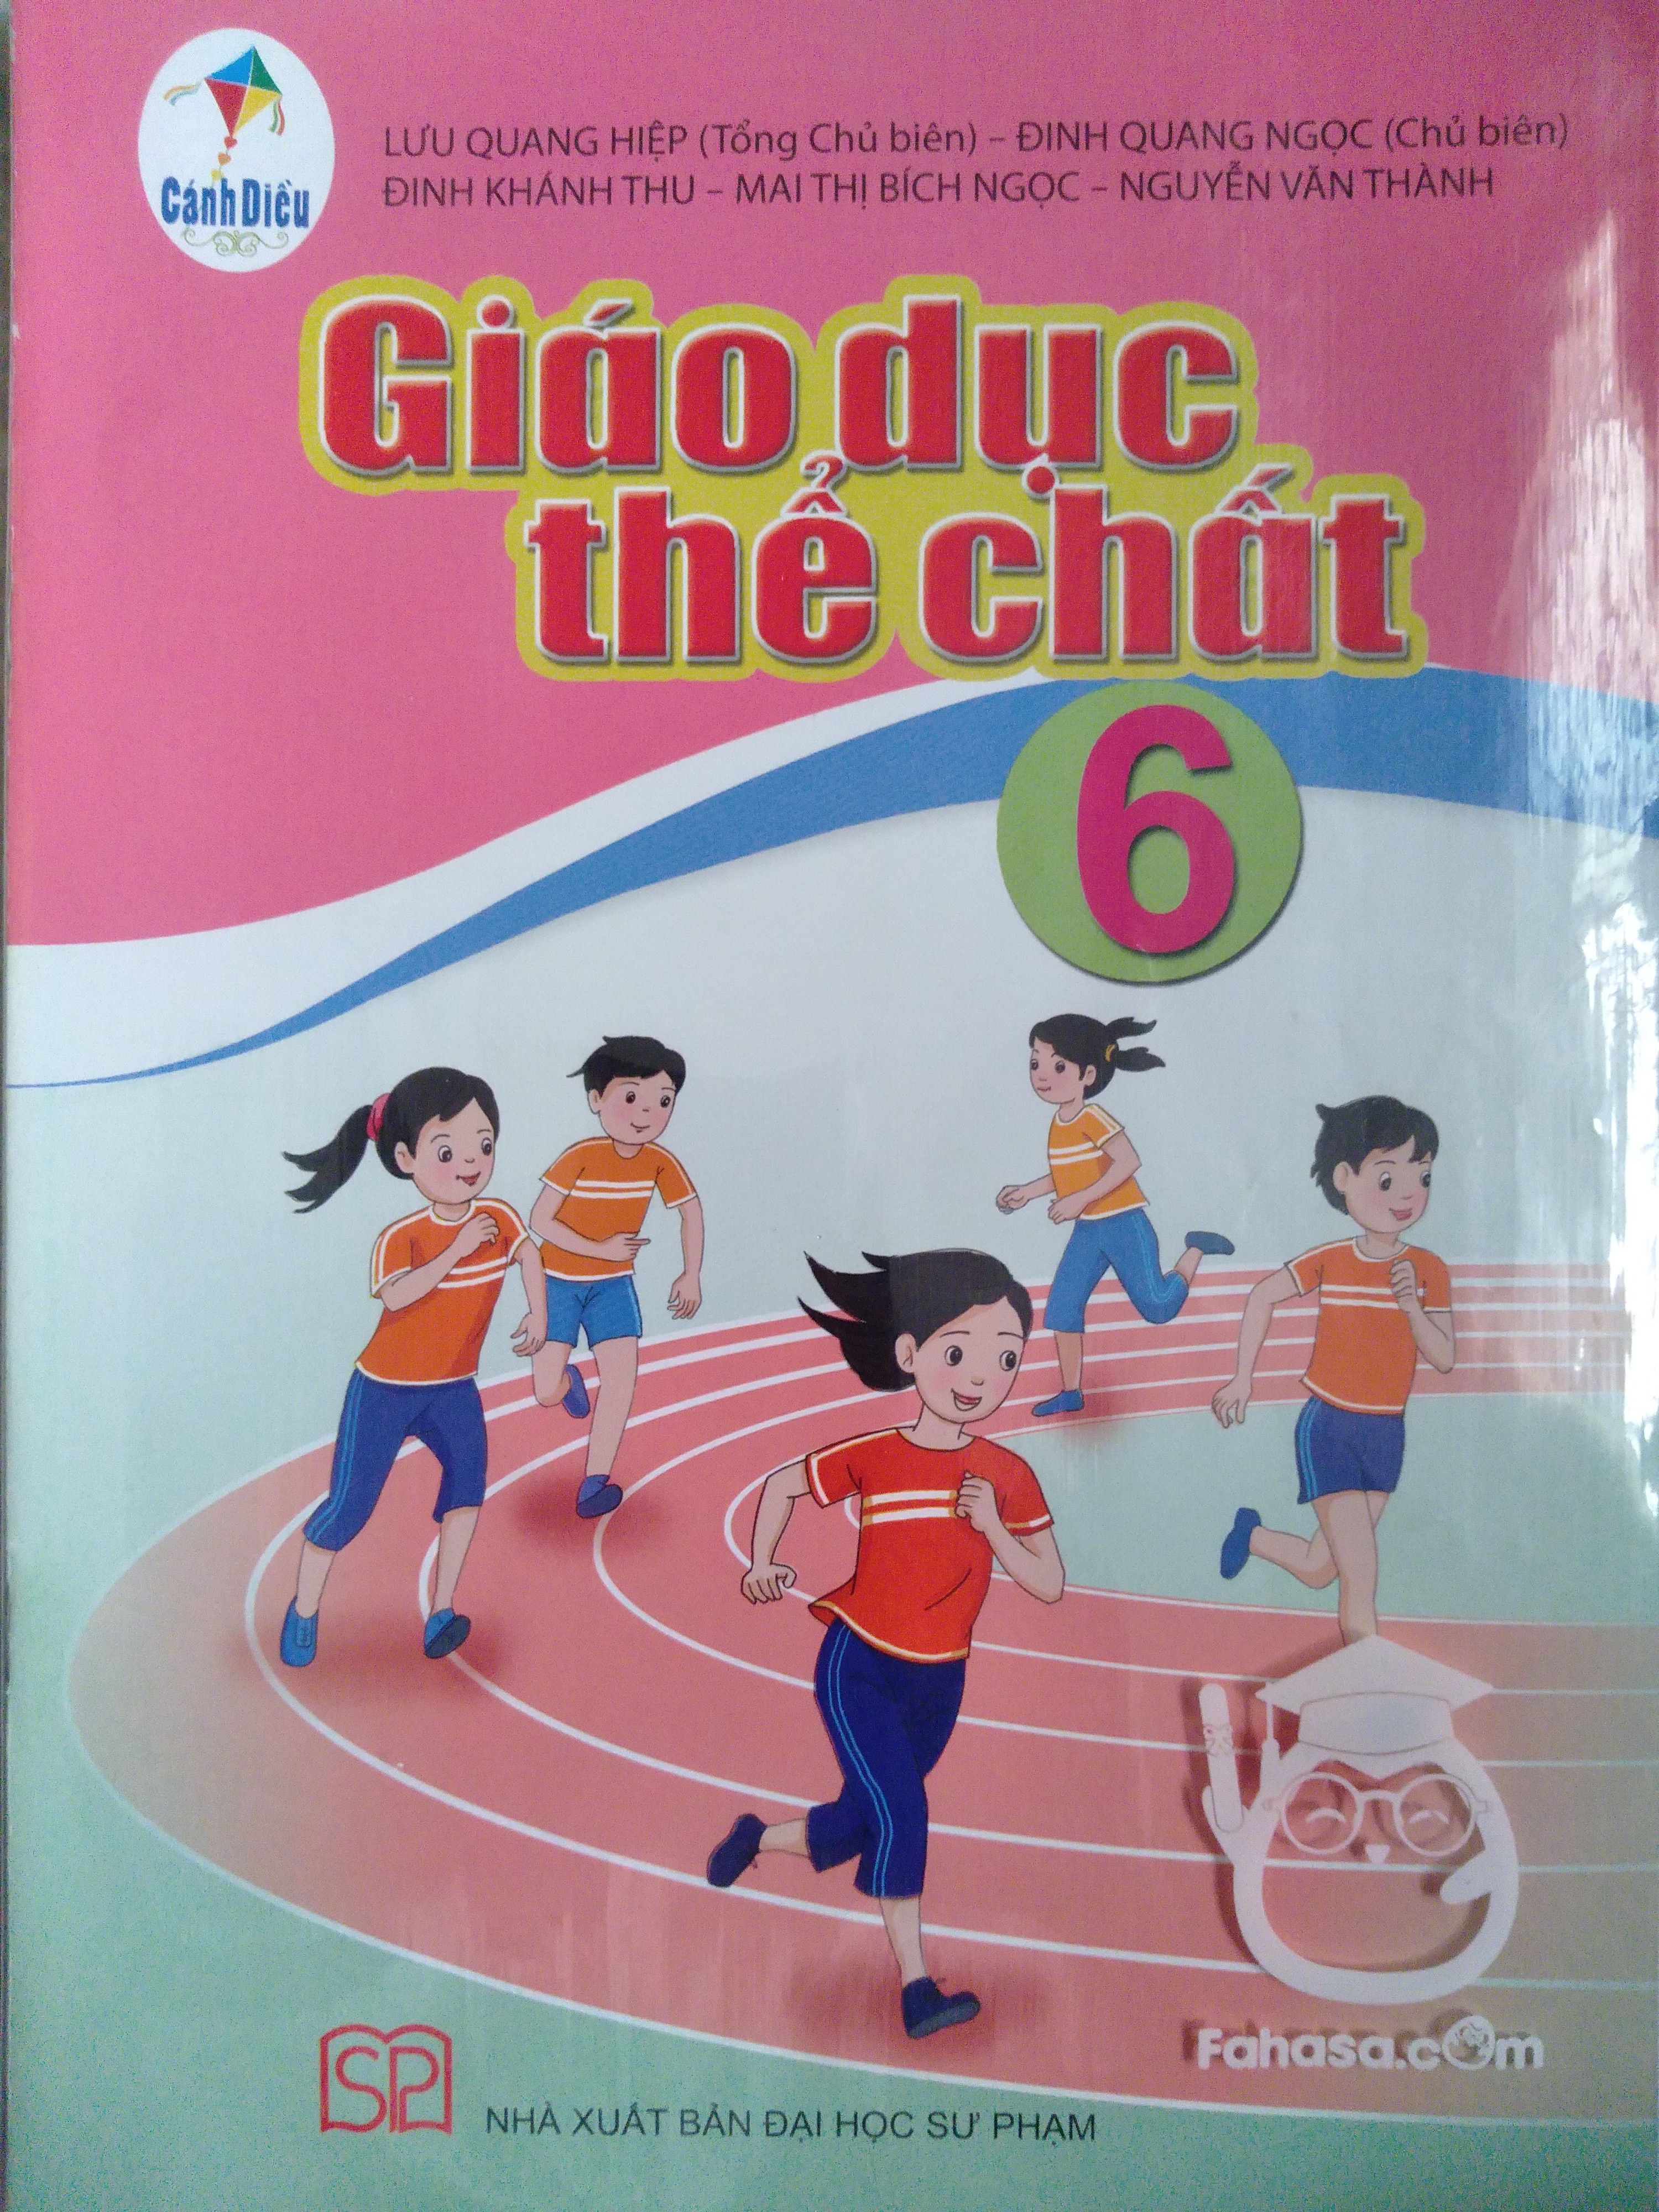 Cánh Diều
LƯU QUANG HIỆP (Tổng Chủ biên) – ĐINH QUANG NGỌC (Chủ biên)
ĐINH KHÁNH THU – MAI THỊ BÍCH NGỌC – NGUYỄN VĂN THÀNH
Giáo dục
thể chất
6
SP
NHÀ XUẤT BẢN ĐẠI HỌC SƯ PHẠM
Fahasa.com